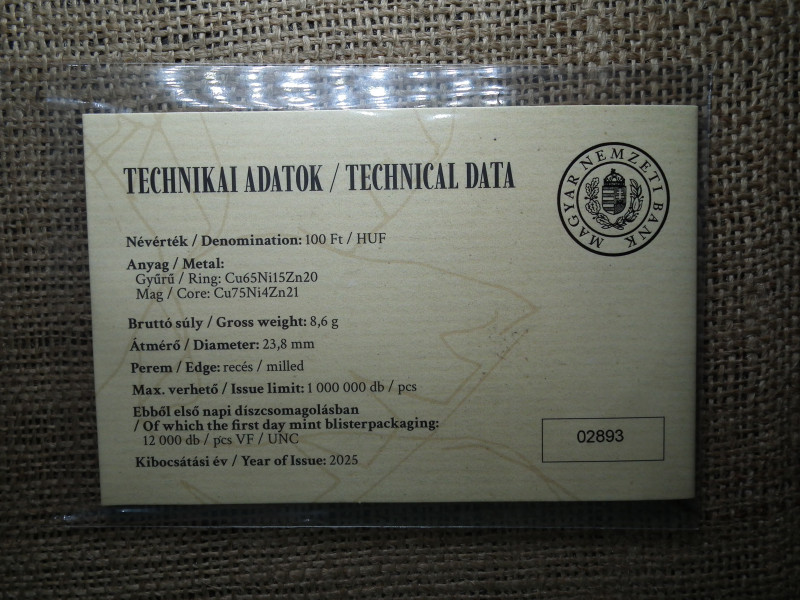 TECHNIKAI ADATOK / TECHNICAL DATA
MAGYAR NEMZETI BANK
Névérték / Denomination: 100 Ft / HUF
Anyag / Metal:
Gyűrű / Ring: Cu65Ni15Zn20
Mag / Core: Cu75Ni4Zn21
Bruttó súly / Gross weight: 8,6 g
Átmérő / Diameter: 23,8 mm
Perem / Edge: recés / milled
Max. verhető / Issue limit: 1 000 000 db / pcs
Ebből első napi díszcsomagolásban
/ Of which the first day mint blisterpackaging:
12 000 db / pcs VF / UNC
Kibocsátási év / Year of Issue: 2025
02893